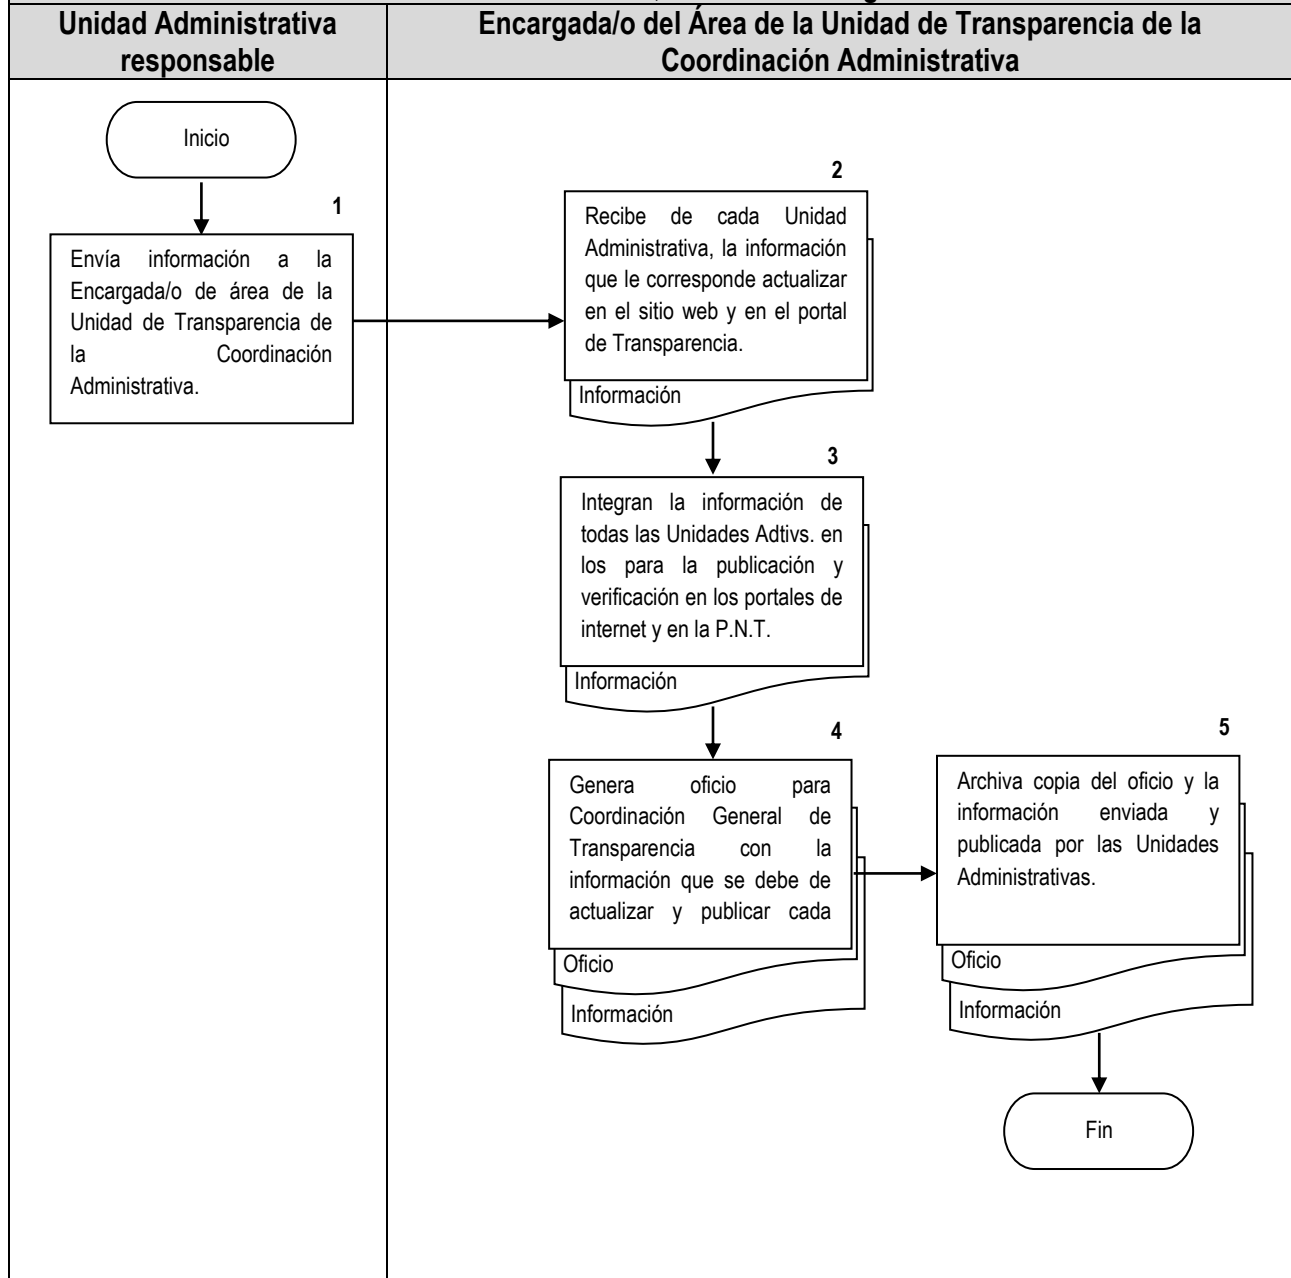 Unidad Administrativa
responsable
Encargada/o del Área de la Unidad de Transparencia de la
Coordinación Administrativa
Inicio
1
Envía información a la
Encargada/o de área de la
Unidad de Transparencia de
la Coordinación
Administrativa.
2
Recibe de cada Unidad
Administrativa, la información
que le corresponde actualizar
en el sitio web y en el portal
de Transparencia.
Información
3
Integran la información de
todas las Unidades Adtivs. en
los para la publicación y
verificación en los portales de
internet y en la P.N.T.
Información
4
Genera oficio para
Coordinación General de
Transparencia con la
información que se debe de
actualizar y publicar cada
Oficio
Información
5
Archiva copia del oficio y la
información enviada y
publicada por las Unidades
Administrativas.
Oficio
Información
Fin